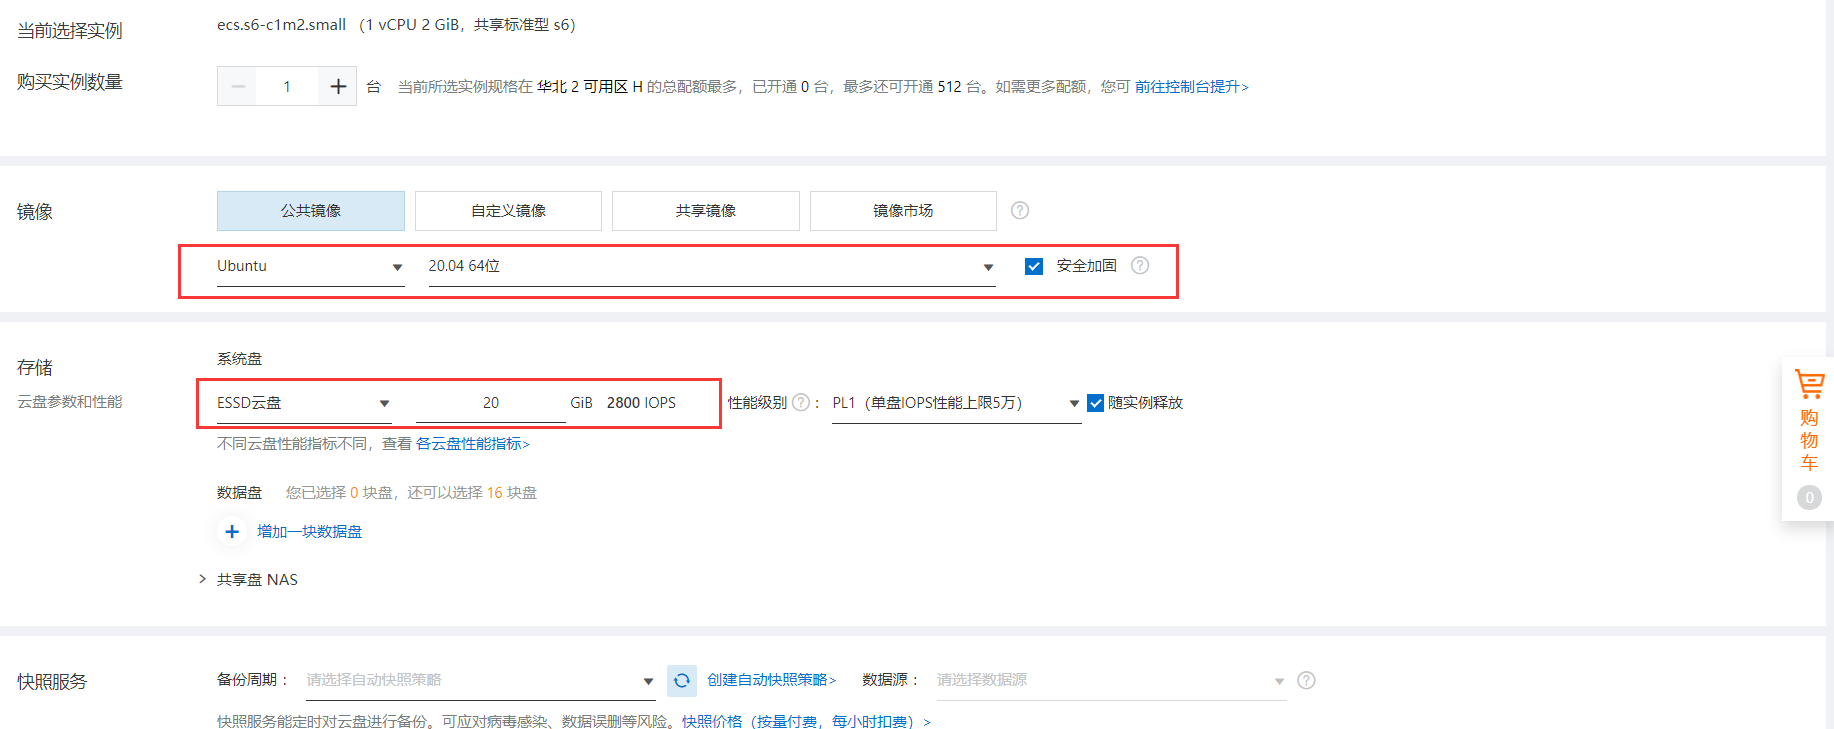 当前选择实例
ecs.s6-c1m2.small （1 vCPU 2 GiB，共享标准型 s6）
购买实例数量
1 台 当前所选实例规格在 华北 2 可用区 H 的总配额最多，已开通 0 台，最多还可开通 512 台。如需更多配额，您可 前往控制台提升>
镜像
公共镜像 自定义镜像 共享镜像 镜像市场
Ubuntu 20.04 64位 安全加固
存储
云盘参数和性能
系统盘
ESSD云盘 20 GiB 2800 IOPS 性能级别 ： PL1（单盘IOPS性能上限5万） 随实例释放
不同云盘性能指标不同，查看 各云盘性能指标>
数据盘 您已选择 0 块盘，还可以选择 16 块盘
增加一块数据盘
共享盘 NAS
购
物
车
0
快照服务
备份周期： 请选择自动快照策略 创建自动快照策略> 数据源： 请选择数据源
快照服务能定时对云盘进行备份。可应对病毒感染、数据误删等风险。快照价格（按量付费，每小时扣费）>